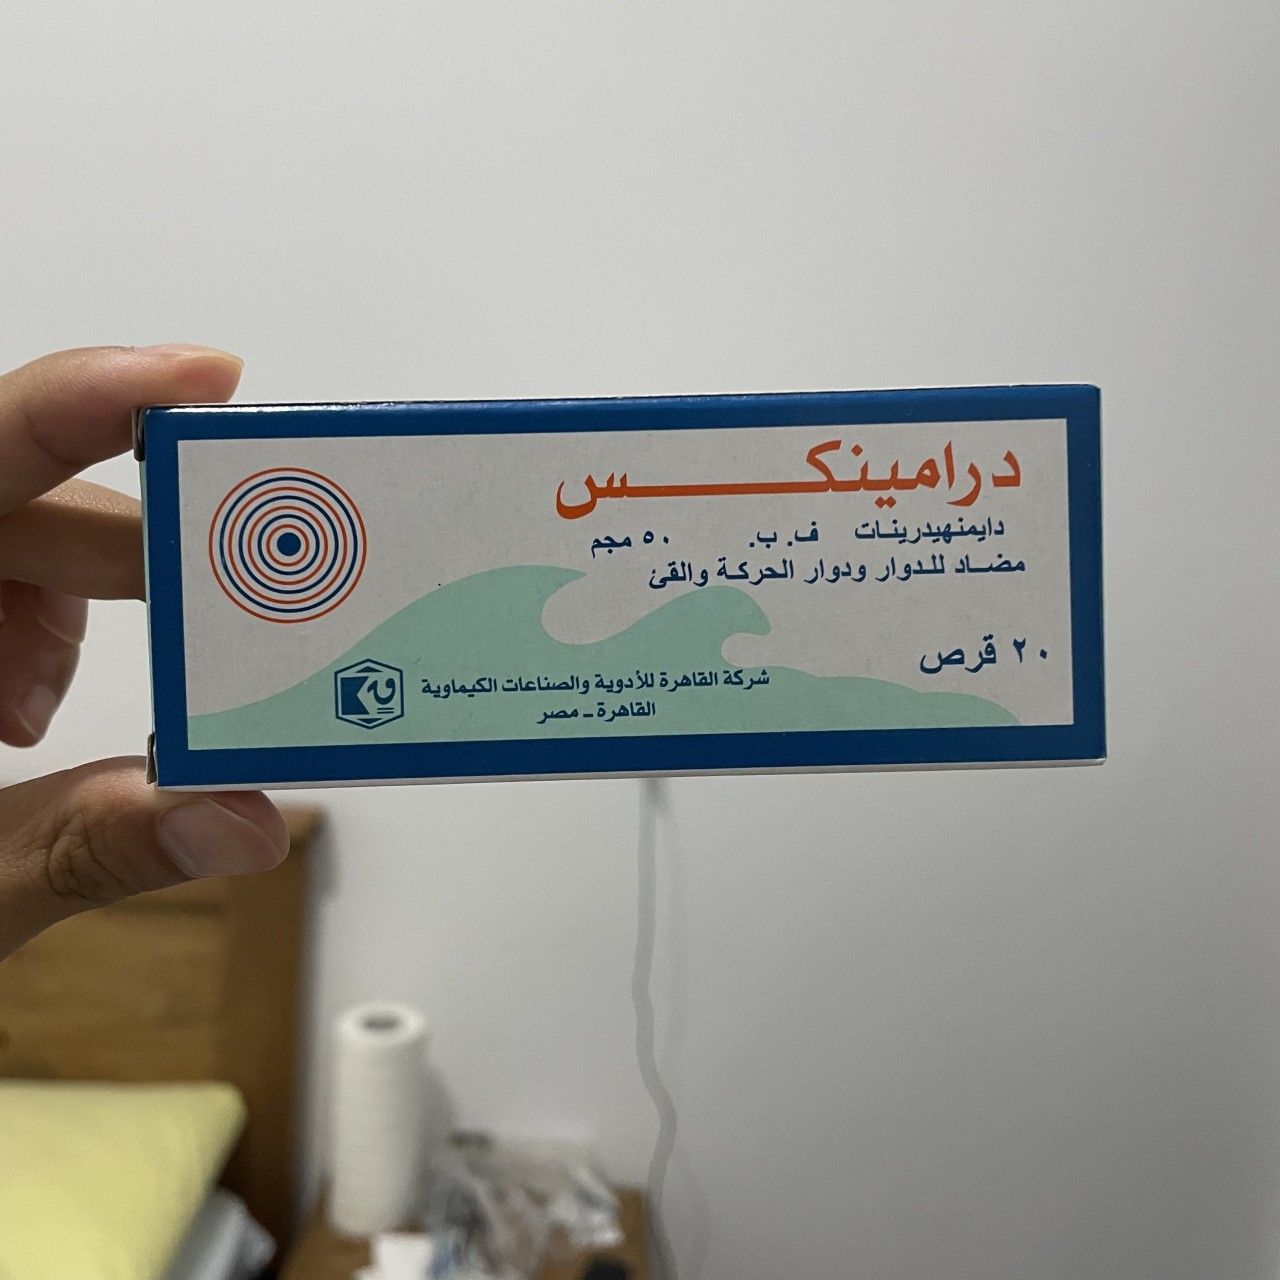 درامينكس
دايمنهيدرينات ف. ب. ٥٠ مجم
مضاد للدوار ودوار الحركة والقئ
٢٠ قرص
شركة القاهرة للأدوية والصناعات الكيماوية
القاهرة - مصر